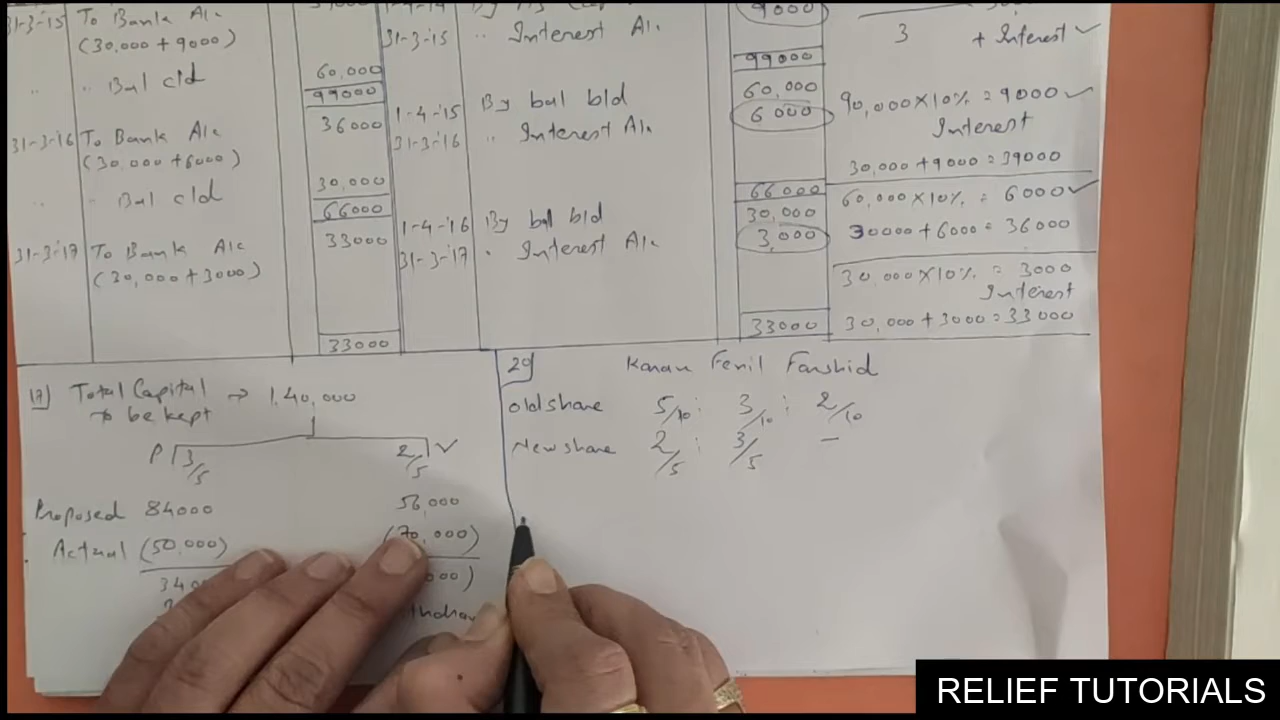 31-3-15 To Bank A/c
(30,000 + 9000)
" " Bal c/d 60,000
99000
31-3-16 To Bank A/c 36000
(30,000 + 6000)
" " Bal c/d 30,000
66000
31-3-17 To Bank A/c 33000
(30,000 + 3000)
33000
9000
31-3-15 " Interest A/c
99000
1-4-15 By bal b/d 60,000
31-3-16 " Interest A/c 6000
66000
1-4-16 By bal b/d 30,000
31-3-17 " Interest A/c 3,000
33000
3 + Interest ✓
90,000 X 10% = 9000 ✓
Interest
30,000 + 9000 = 39000
60,000 X 10% = 6000 ✓
30000 + 6000 = 36000
30,000 X 10% = 3000
Interest
30,000 + 3000 = 33000
17] Total Capital → 1,40,000
to be kept
P 3/5 2/5 ✓
Proposed 84000 56,000
Actual (50,000) (70,000)
20] Karan Fenil Farshid
old share 5/10 : 3/10 : 2/10
New share 2/5 : 3/5 —
RELIEF TUTORIALS